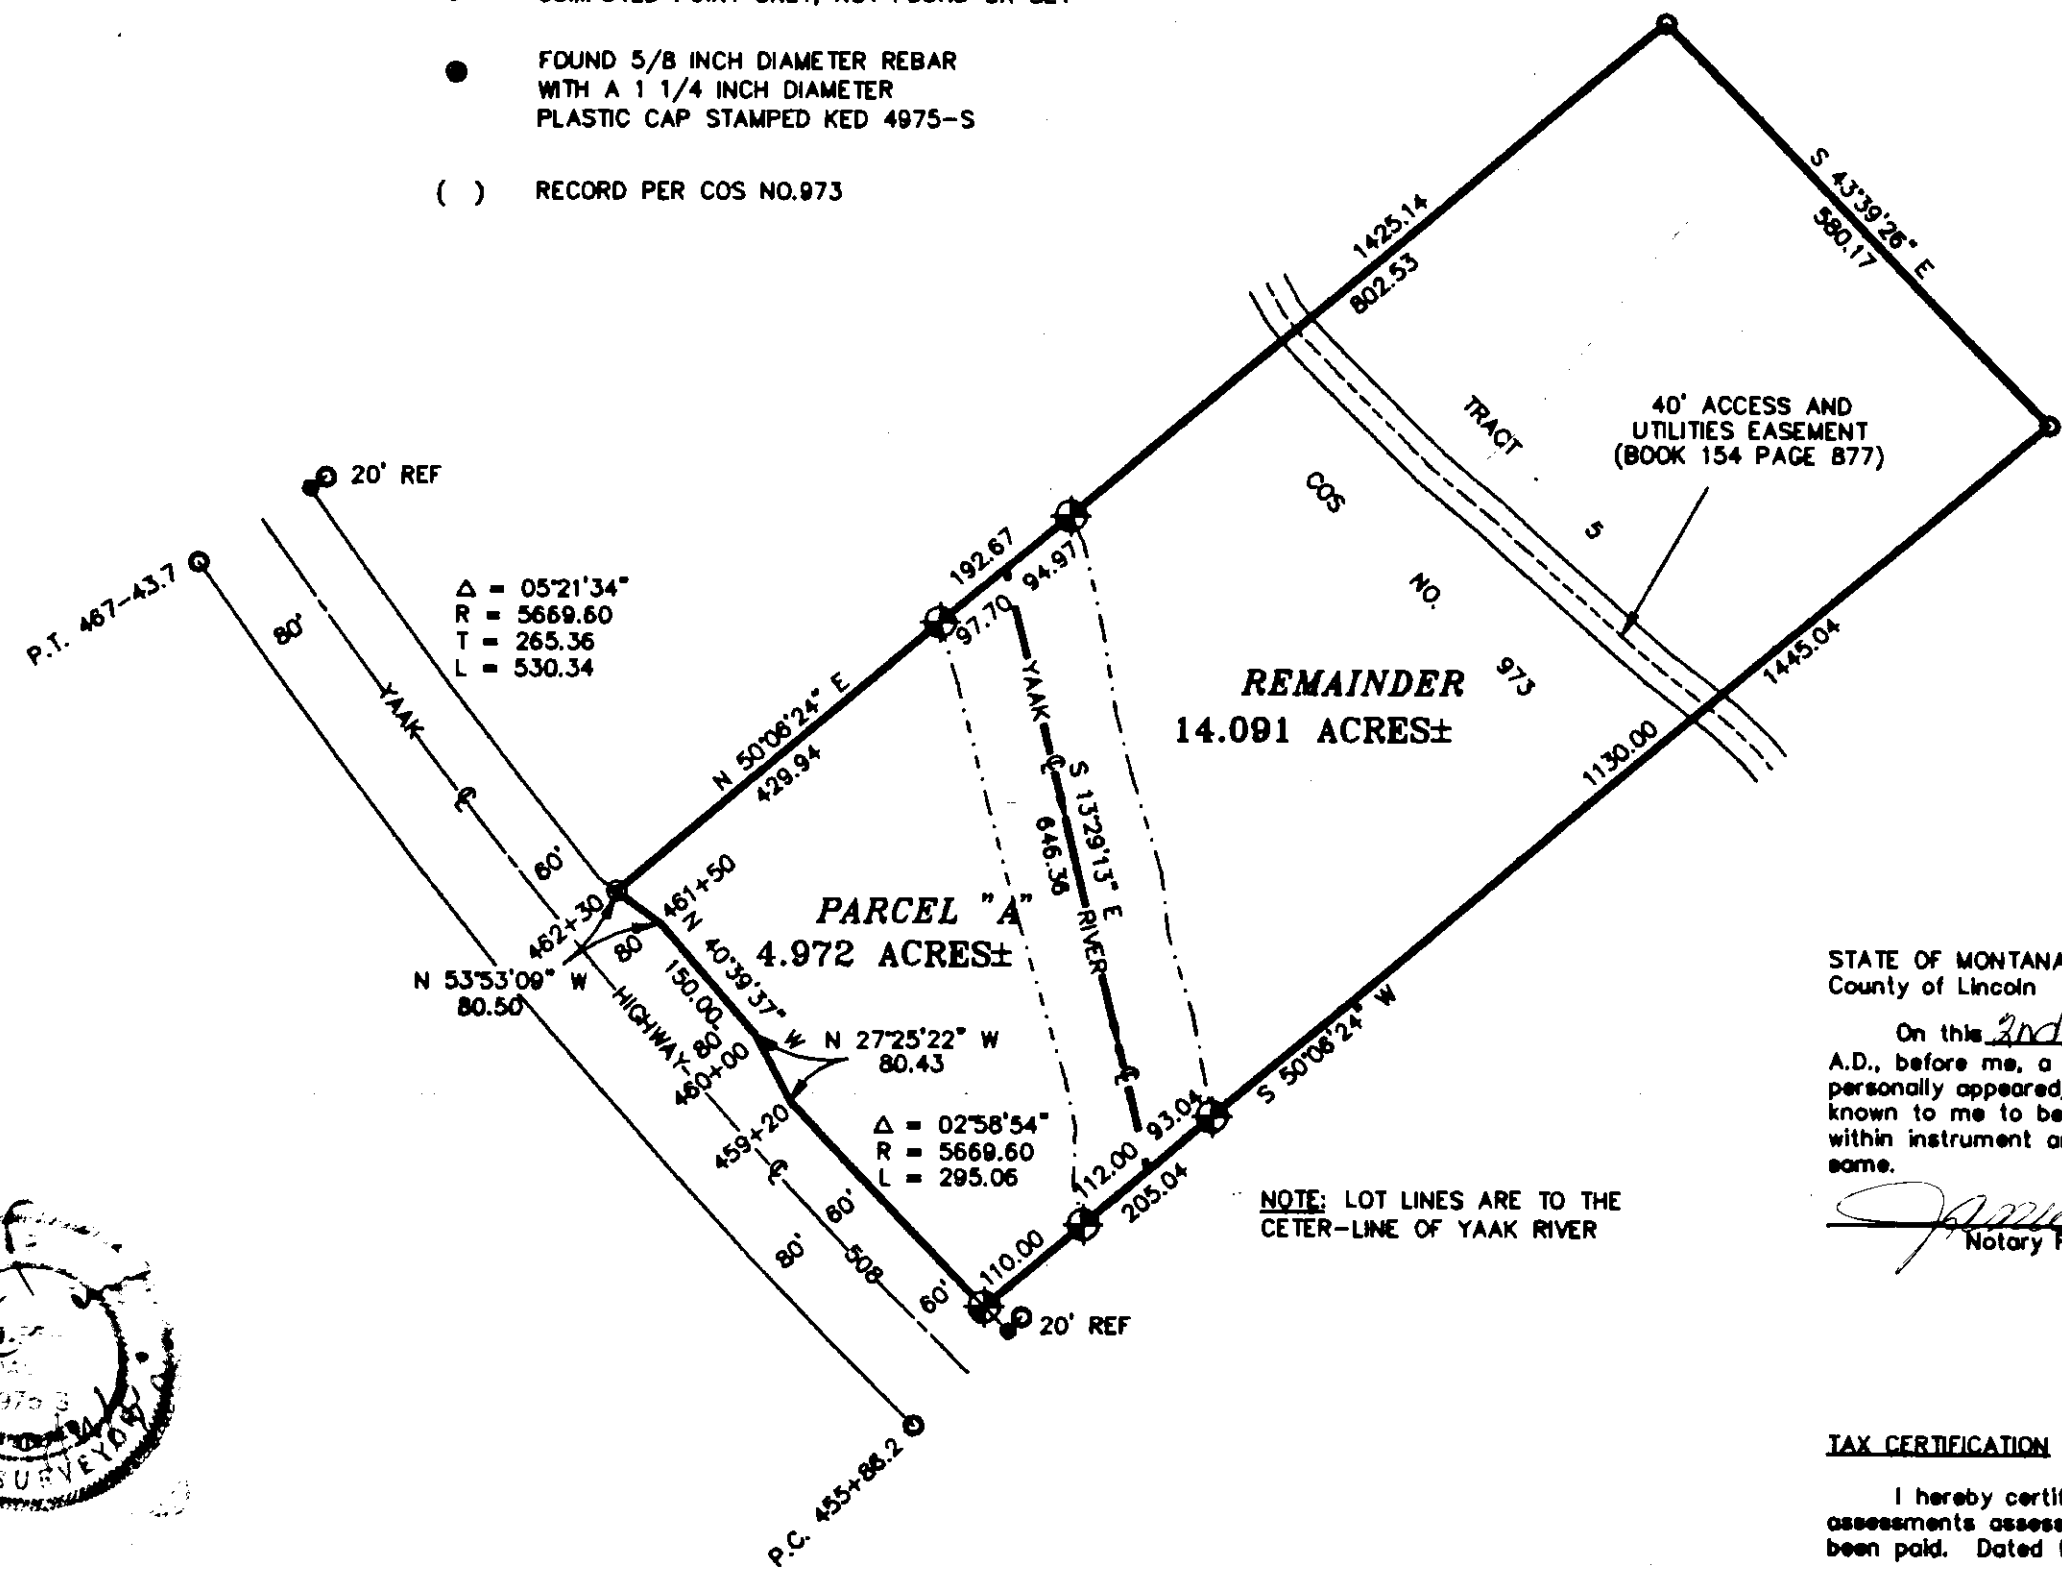 FOUND 5/8 INCH DIAMETER REBAR
WITH A 1 1/4 INCH DIAMETER
PLASTIC CAP STAMPED KED 4975-S
( ) RECORD PER COS NO.973
1425.14
802.53
S 43°39'26" E
580.17
TRACT 5
COS NO. 973
40' ACCESS AND
UTILITIES EASEMENT
(BOOK 154 PAGE 877)
20' REF
P.T. 467-43.7
80'
Δ = 05°21'34"
R = 5669.60
T = 265.36
L = 530.34
192.67
94.97
97.70
N 50°06'24" E
429.94
YAAK
YAAK
S 13°29'13" E
646.36
RIVER
REMAINDER
14.091 ACRES±
1445.04
1130.00
S 50°06'24" W
60'
461+50
462+30
80'
PARCEL "A"
4.972 ACRES±
N 40°39'37" W
150.00
N 53°53'09" W
80.50
HIGHWAY
80'
460+00
N 27°25'22" W
80.43
459+20
Δ = 02°58'54"
R = 5669.60
L = 295.06
60'
80'
508
60'
93.04
112.00
205.04
110.00
20' REF
NOTE: LOT LINES ARE TO THE
CETER-LINE OF YAAK RIVER
P.C. 455+86.2
STATE OF MONTANA
County of Lincoln
On this 2nd
A.D., before me, a
personally appeared,
known to me to be
within instrument
same.
Notary
TAX CERTIFICATION
I hereby
assessments
been paid. Dated
SURVEYOR